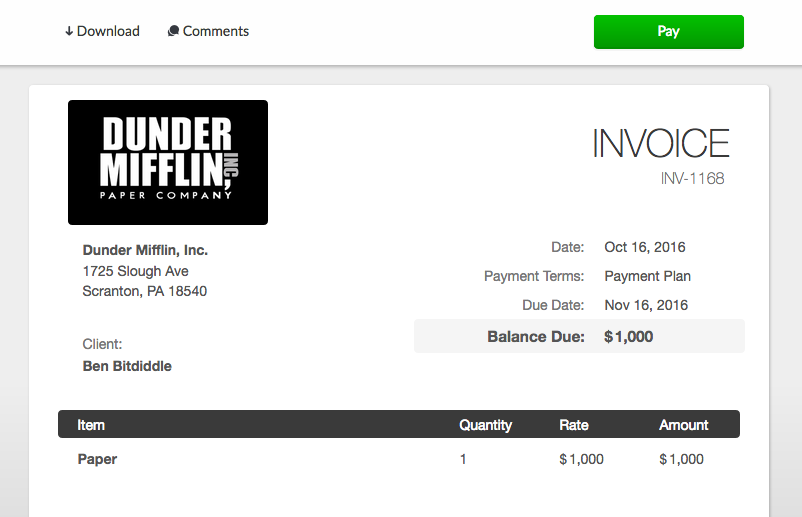 Download Comments Pay
DUNDER
MIFFLIN, INC
PAPER COMPANY
INVOICE
INV-1168
Dunder Mifflin, Inc.
1725 Slough Ave
Scranton, PA 18540
Date: Oct 16, 2016
Payment Terms: Payment Plan
Due Date: Nov 16, 2016
Balance Due: $1,000
Client:
Ben Bitdiddle
Item Quantity Rate Amount
Paper 1 $1,000 $1,000